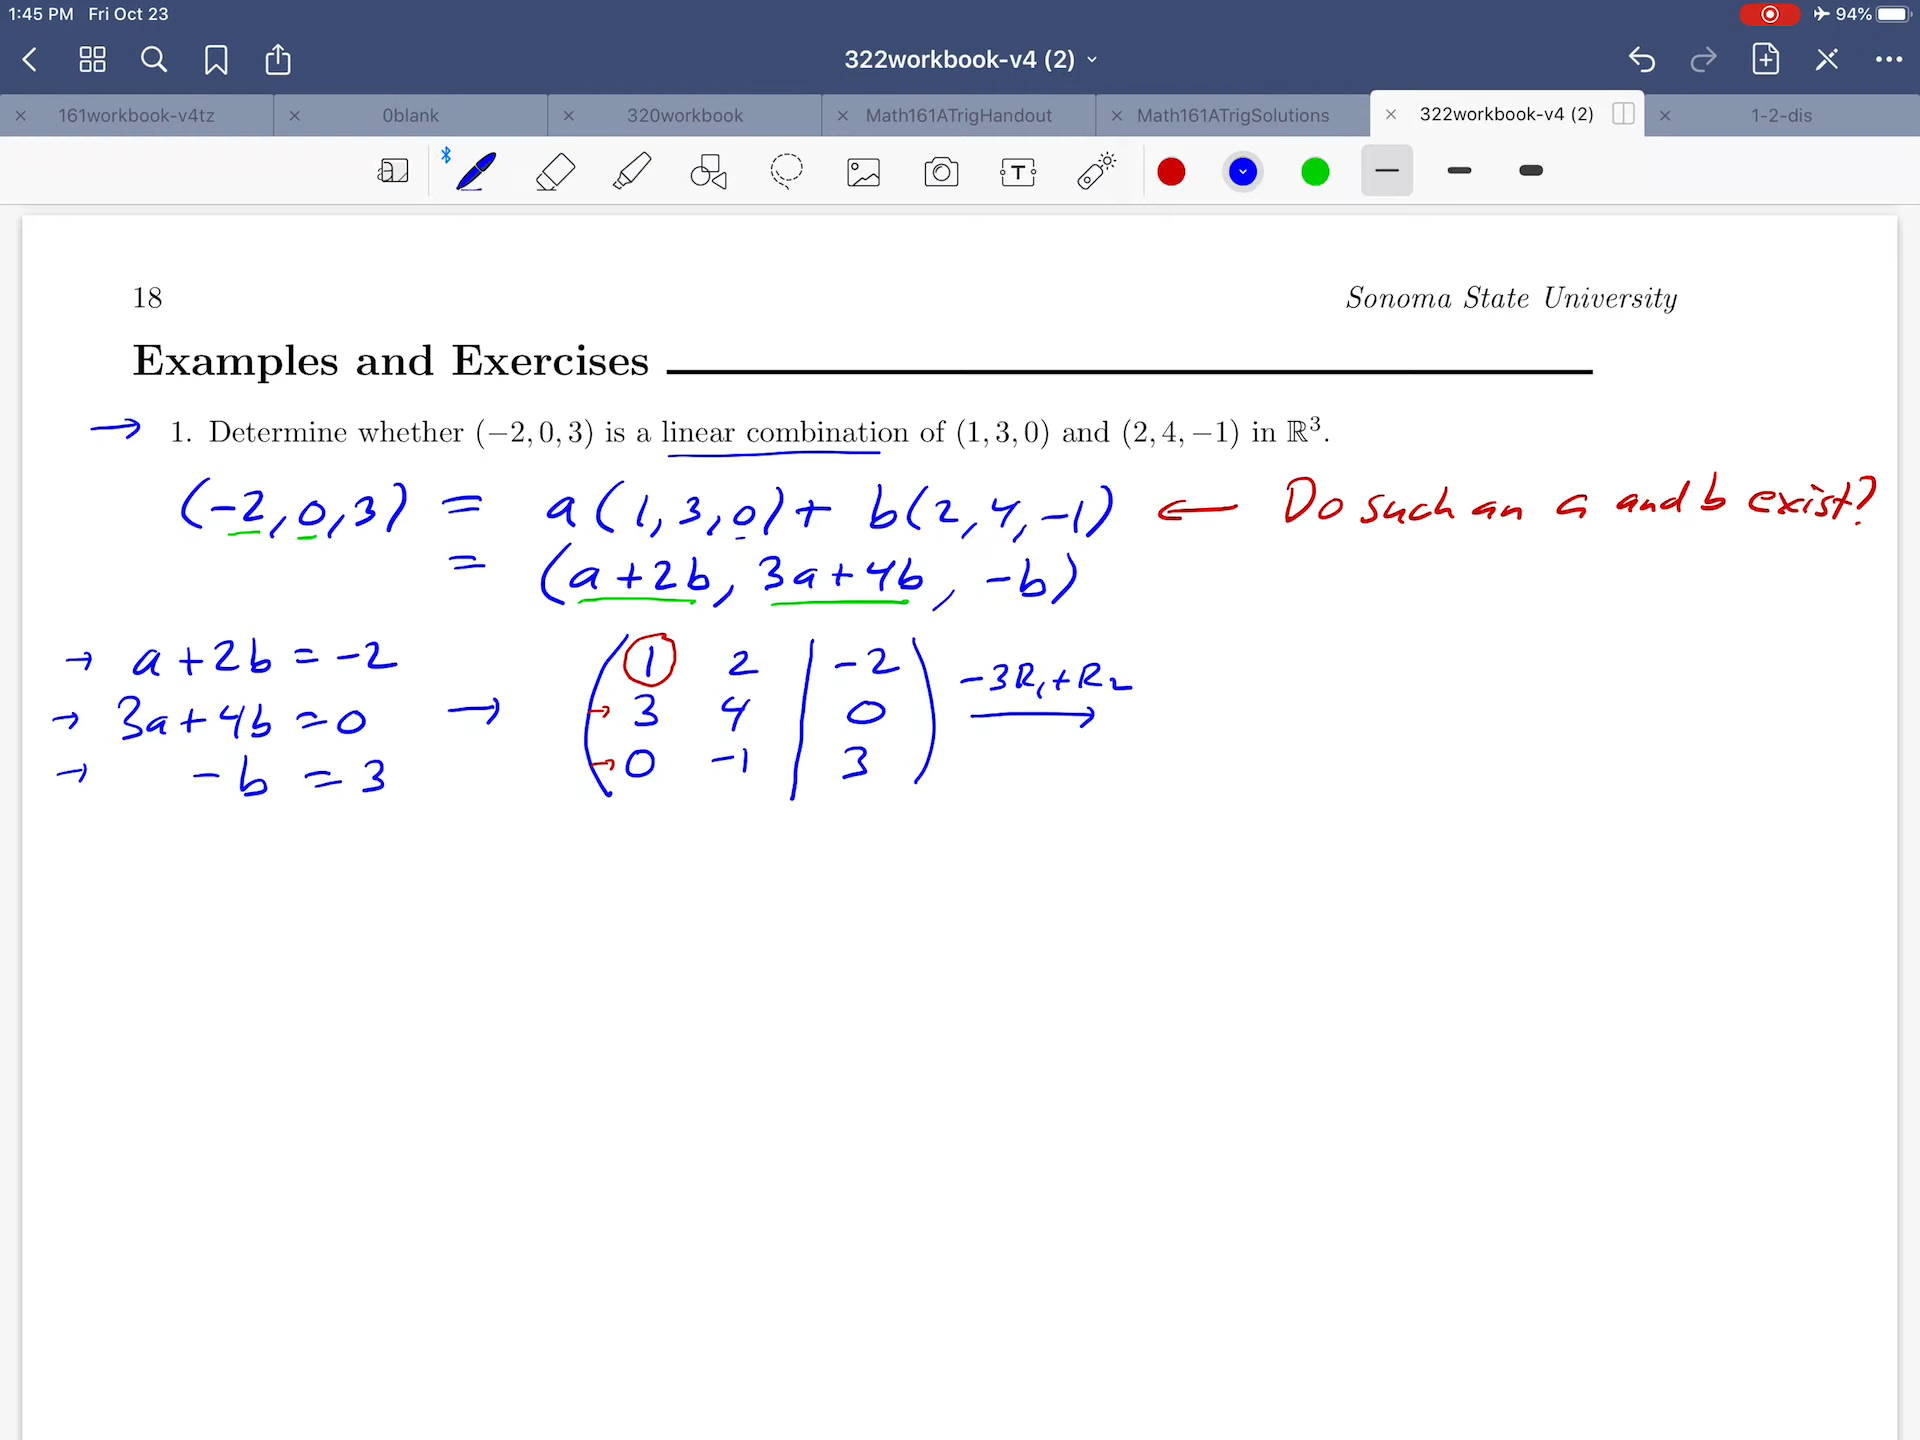 1:45 PM Fri Oct 23 94%
322workbook-v4 (2)
161workbook-v4tz 0blank 320workbook Math161ATrigHandout Math161ATrigSolutions 322workbook-v4 (2) 1-2-dis
18 Sonoma State University
Examples and Exercises
→ 1. Determine whether (−2, 0, 3) is a linear combination of (1, 3, 0) and (2, 4, −1) in ℝ³.
(-2, 0, 3) = a(1, 3, 0) + b(2, 4, -1) ← Do such an a and b exist?
= (a+2b, 3a+4b, -b)
→ a+2b = -2 ( 1 2 | -2 ) -3R₁+R₂
→ 3a+4b = 0 → → 3 4 | 0 →
→ -b = 3 → 0 -1 | 3